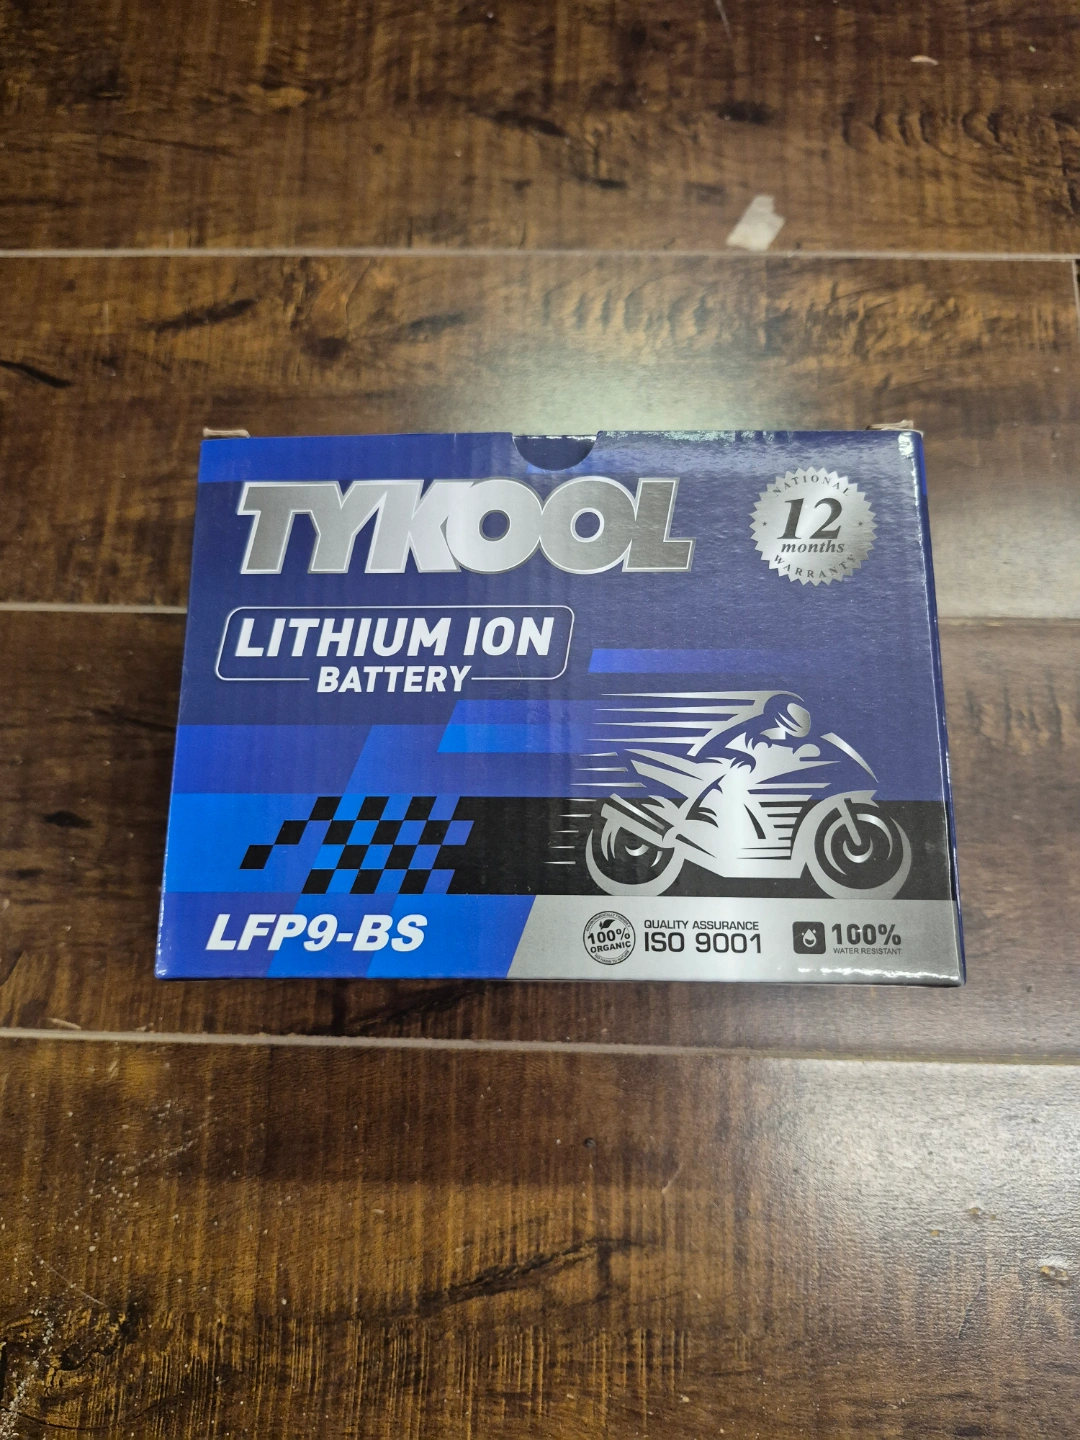 TYKOOL
NATIONAL
12
months
WARRANTY
LITHIUM ION
BATTERY
LFP9-BS
100%
ORGANIC
QUALITY ASSURANCE
ISO 9001
100%
WATER RESISTANT